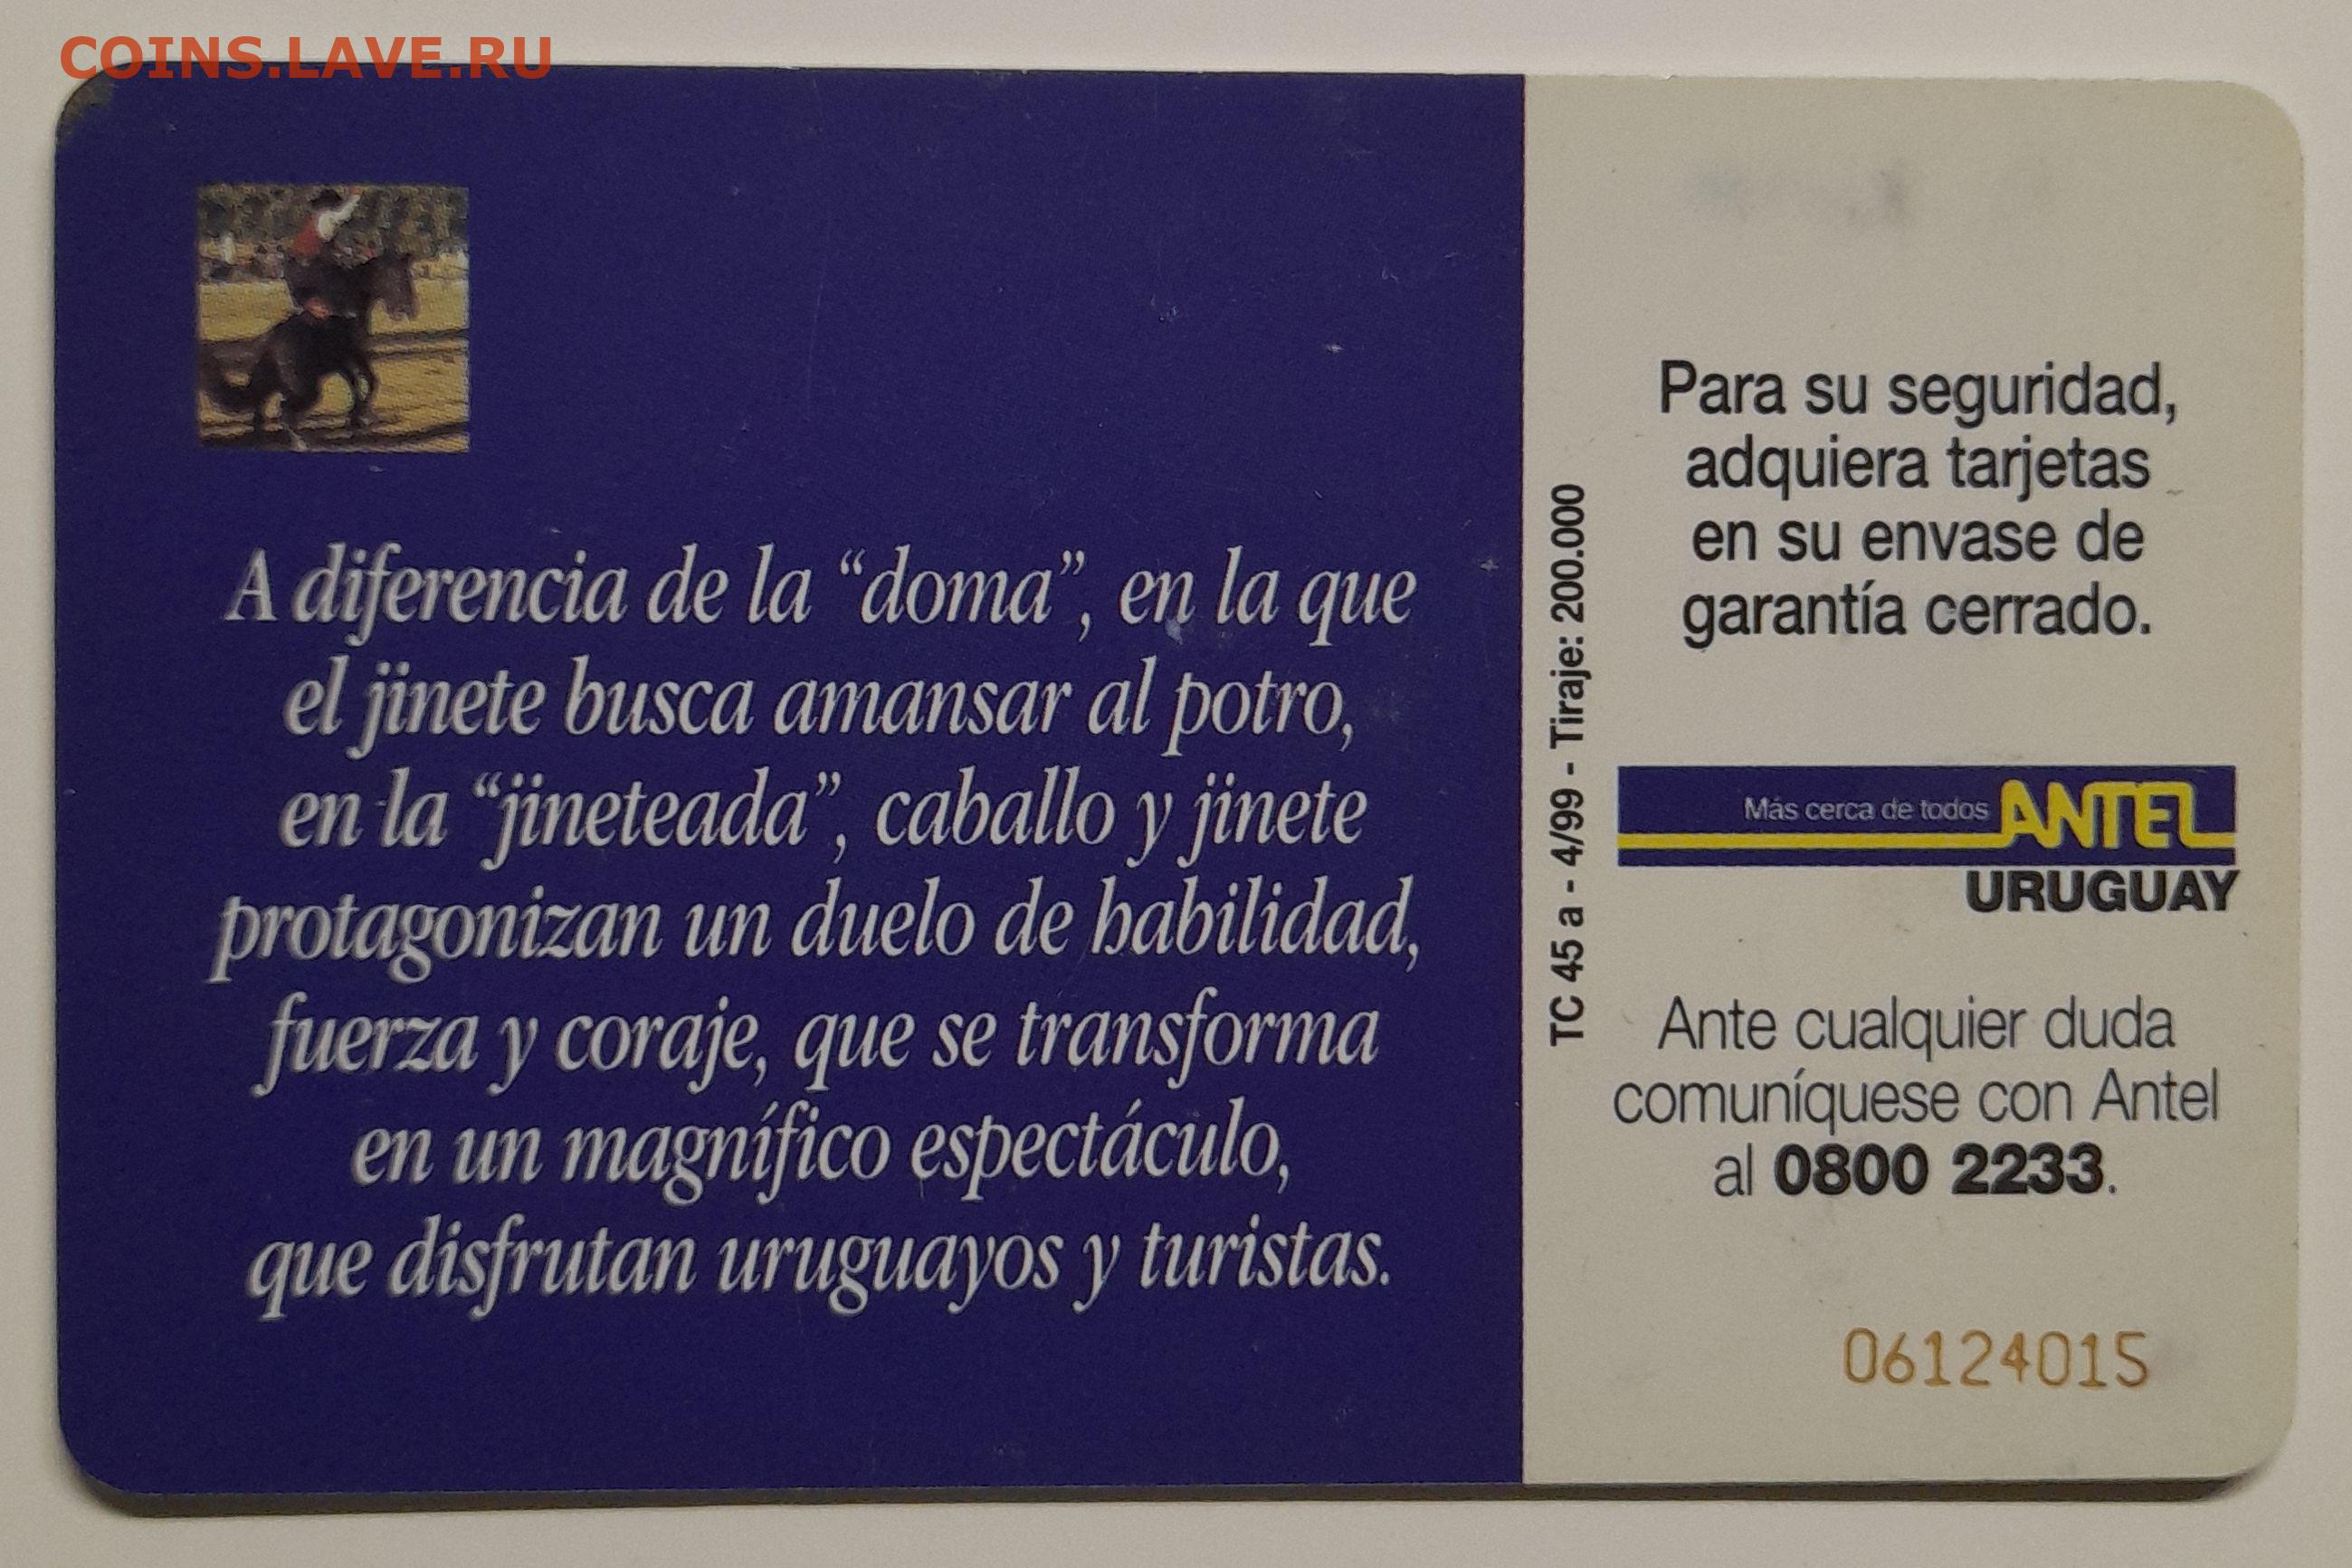 COINS.LAVE.RU
A diferencia de la “doma”, en la que
el jinete busca amansar al potro,
en la “jineteada”, caballo y jinete
protagonizan un duelo de habilidad,
fuerza y coraje, que se transforma
en un magnífico espectáculo,
que disfrutan uruguayos y turistas.
TC 45 a - 4/99 - Tiraje: 200.000
Para su seguridad,
adquiera tarjetas
en su envase de
garantía cerrado.
Más cerca de todos ANTEL
URUGUAY
Ante cualquier duda
comuníquese con Antel
al 0800 2233.
06124015